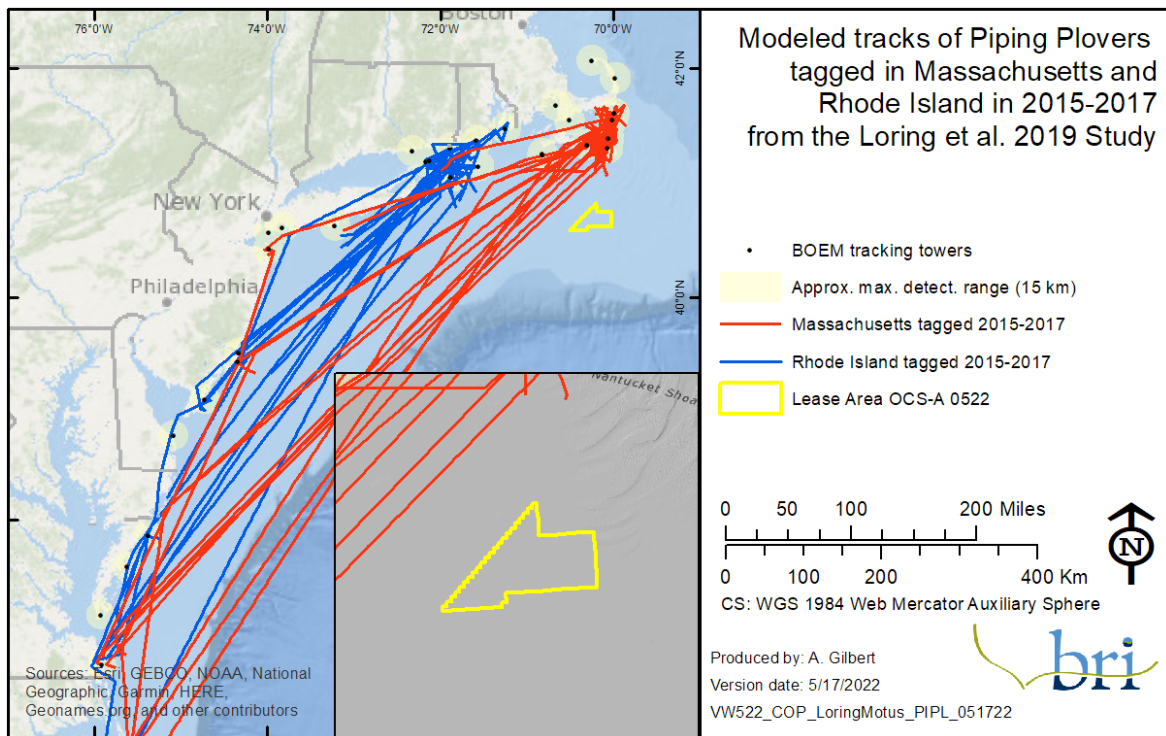 76°0'W
74°0'W
72°0'W
70°0'W
Boston
42°0'N
40°0'N
New York
Philadelphia
Nantucket Shoa
Sources: Esri, GEBCO, NOAA, National
Geographic, Garmin, HERE,
Geonames.org, and other contributors
Modeled tracks of Piping Plovers
tagged in Massachusetts and
Rhode Island in 2015-2017
from the Loring et al. 2019 Study
BOEM tracking towers
Approx. max. detect. range (15 km)
Massachusetts tagged 2015-2017
Rhode Island tagged 2015-2017
Lease Area OCS-A 0522
0 50 100 200 Miles
0 100 200 400 Km
N
CS: WGS 1984 Web Mercator Auxiliary Sphere
Produced by: A. Gilbert
Version date: 5/17/2022
VW522_COP_LoringMotus_PIPL_051722
bri